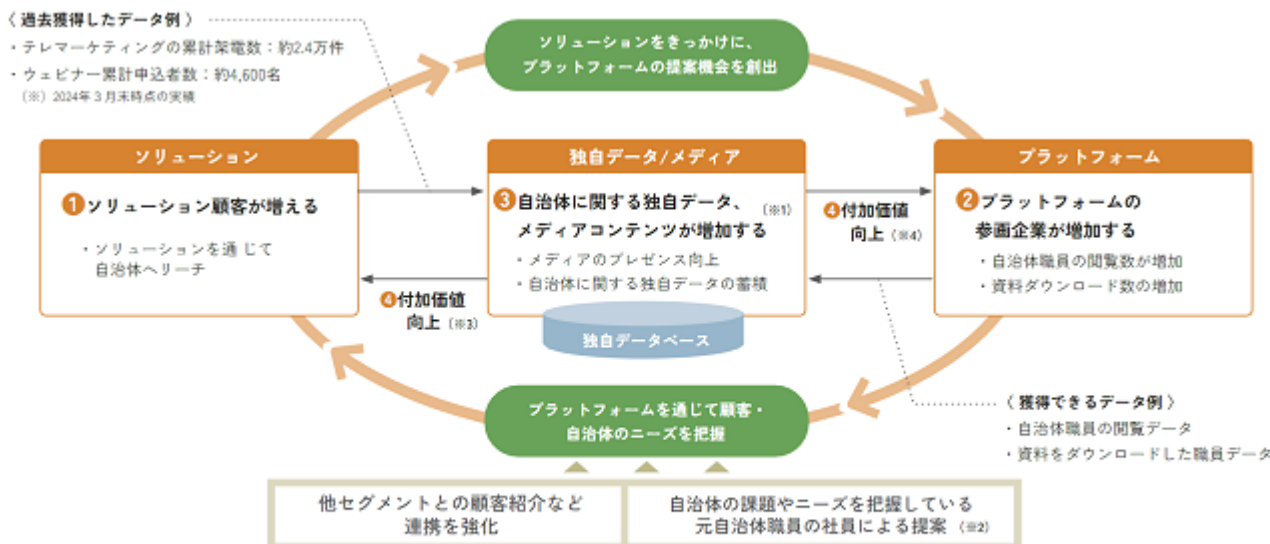 〈 過去獲得したデータ例 〉
・テレマーケティングの累計架電数：約2.4万件
・ウェビナー累計申込者数：約4,600名
（※）2024年３月末時点の実績
ソリューションをきっかけに、
プラットフォームの提案機会を創出
ソリューション
❶ソリューション顧客が増える
・ソリューションを通 じて
自治体へリーチ
独自データ/メディア
❸自治体に関する独自データ、
メディアコンテンツが増加する
（※1）
・メディアのプレゼンス向上
・自治体に関する独自データの蓄積
独自データベース
プラットフォーム
❷プラットフォームの
参画企業が増加する
・自治体職員の閲覧数が増加
・資料ダウンロード数の増加
❹付加価値
向上（※4）
❹付加価値
向上（※3）
プラットフォームを通じて顧客・
自治体のニーズを把握
〈 獲得できるデータ例 〉
・自治体職員の閲覧データ
・資料をダウンロードした職員データ
他セグメントとの顧客紹介など
連携を強化
自治体の課題やニーズを把握している
元自治体職員の社員による提案（※2）